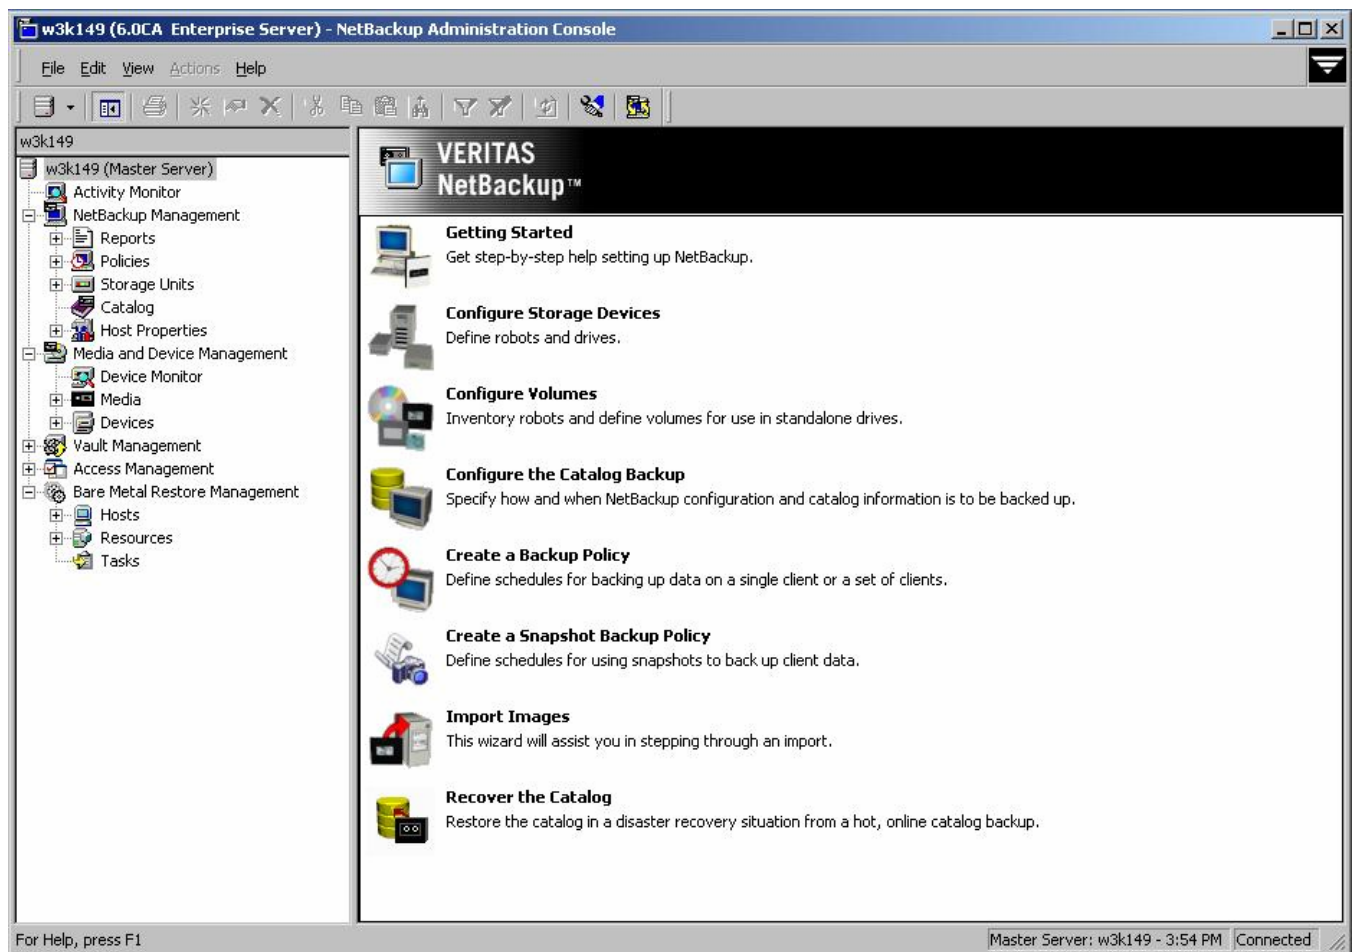 w3k149 (6.0CA Enterprise Server) - NetBackup Administration Console
File Edit View Actions Help
w3k149
w3k149 (Master Server)
Activity Monitor
NetBackup Management
Reports
Policies
Storage Units
Catalog
Host Properties
Media and Device Management
Device Monitor
Media
Devices
Vault Management
Access Management
Bare Metal Restore Management
Hosts
Resources
Tasks
VERITAS
NetBackup™
Getting Started
Get step-by-step help setting up NetBackup.
Configure Storage Devices
Define robots and drives.
Configure Volumes
Inventory robots and define volumes for use in standalone drives.
Configure the Catalog Backup
Specify how and when NetBackup configuration and catalog information is to be backed up.
Create a Backup Policy
Define schedules for backing up data on a single client or a set of clients.
Create a Snapshot Backup Policy
Define schedules for using snapshots to back up client data.
Import Images
This wizard will assist you in stepping through an import.
Recover the Catalog
Restore the catalog in a disaster recovery situation from a hot, online catalog backup.
For Help, press F1
Master Server: w3k149 - 3:54 PM Connected